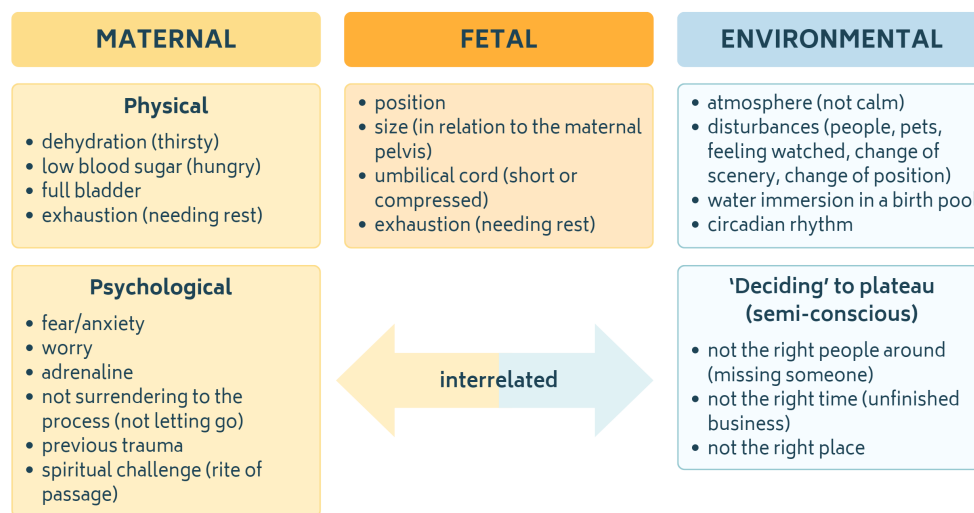 MATERNAL
Physical
• dehydration (thirsty)
• low blood sugar (hungry)
• full bladder
• exhaustion (needing rest)
Psychological
• fear/anxiety
• worry
• adrenaline
• not surrendering to the
process (not letting go)
• previous trauma
• spiritual challenge (rite of
passage)
FETAL
• position
• size (in relation to the maternal
pelvis)
• umbilical cord (short or
compressed)
• exhaustion (needing rest)
interrelated
ENVIRONMENTAL
• atmosphere (not calm)
• disturbances (people, pets,
feeling watched, change of
scenery, change of position)
• water immersion in a birth pool
• circadian rhythm
‘Deciding’ to plateau
(semi-conscious)
• not the right people around
(missing someone)
• not the right time (unfinished
business)
• not the right place